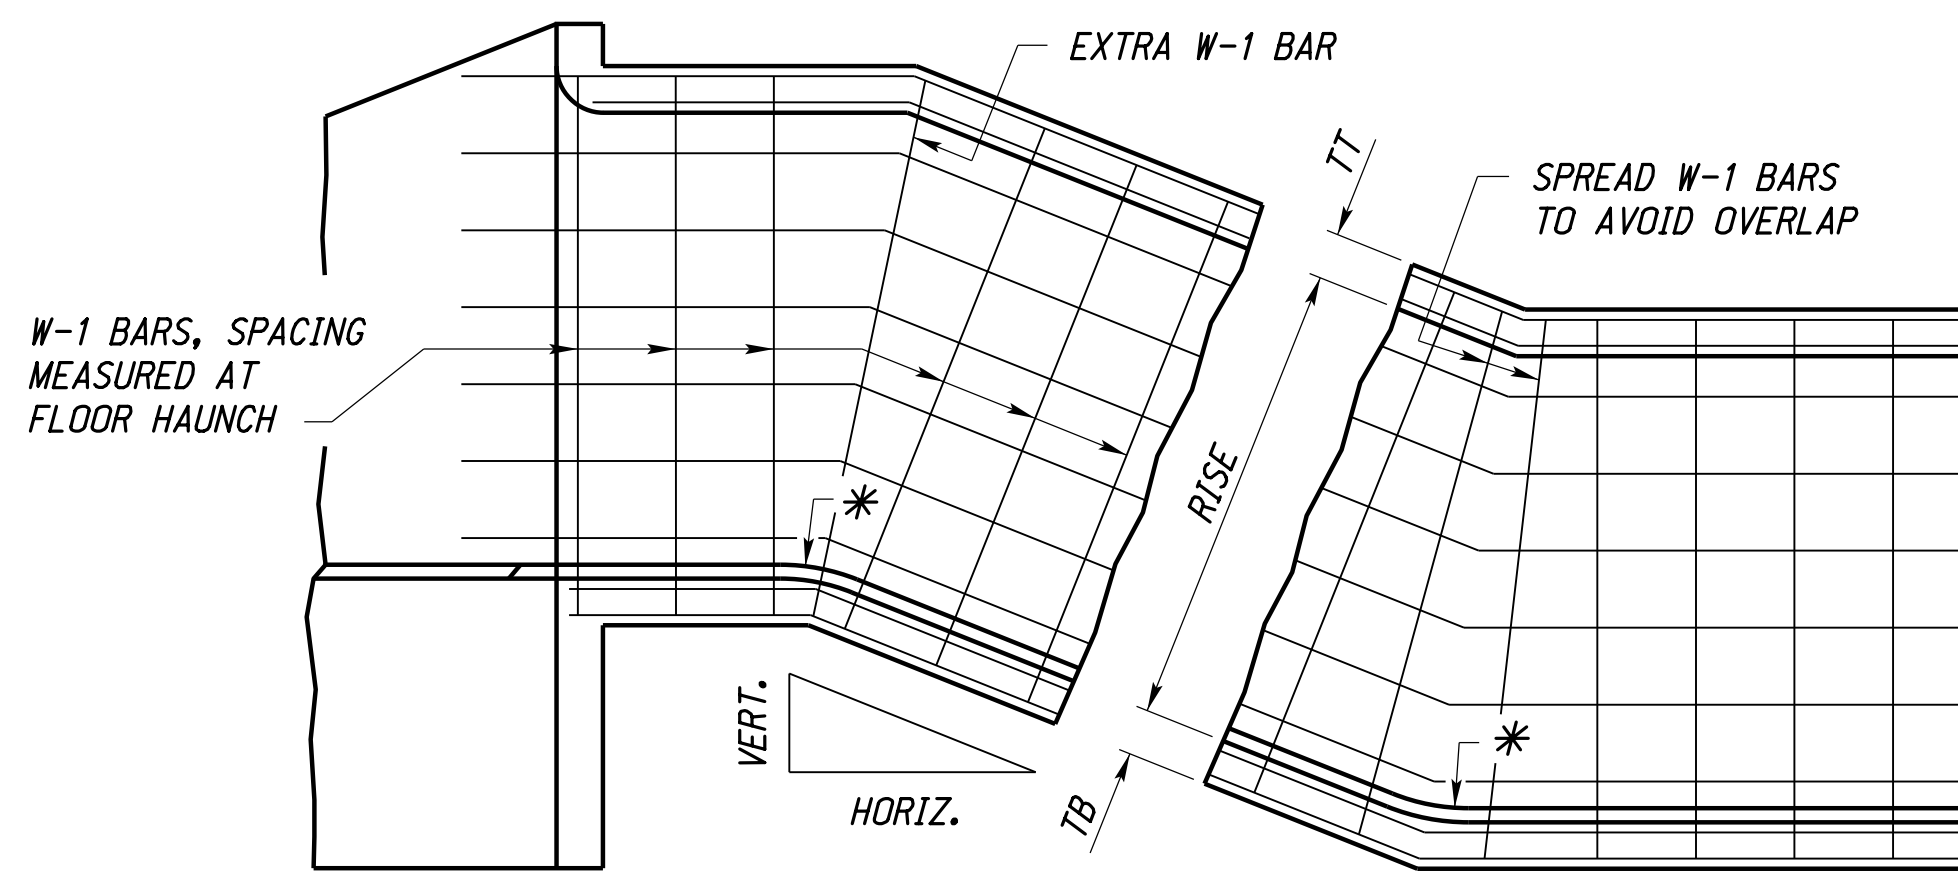 EXTRA W-1 BAR
TT
SPREAD W-1 BARS
TO AVOID OVERLAP
W-1 BARS, SPACING
MEASURED AT
FLOOR HAUNCH
RISE
*
VERT.
HORIZ.
TB
*